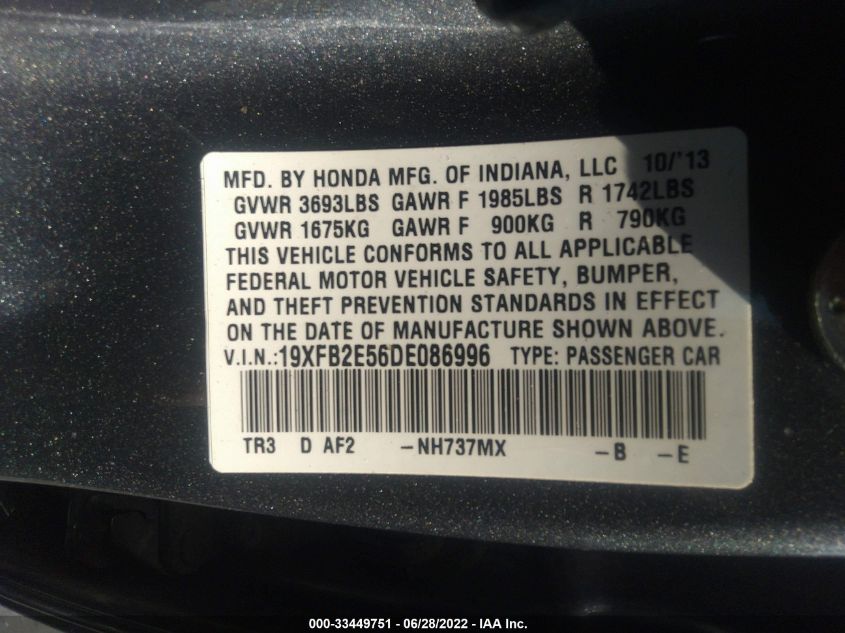 MFD. BY HONDA MFG. OF INDIANA, LLC 10/'13
GVWR 3693LBS GAWR F 1985LBS R 1742LBS
GVWR 1675KG GAWR F 900KG R 790KG
THIS VEHICLE CONFORMS TO ALL APPLICABLE
FEDERAL MOTOR VEHICLE SAFETY, BUMPER,
AND THEFT PREVENTION STANDARDS IN EFFECT
ON THE DATE OF MANUFACTURE SHOWN ABOVE.
V.I.N.:19XFB2E56DE086996 TYPE: PASSENGER CAR
TR3 D AF2 -NH737MX -B -E
000-33449751 - 06/28/2022 - IAA Inc.